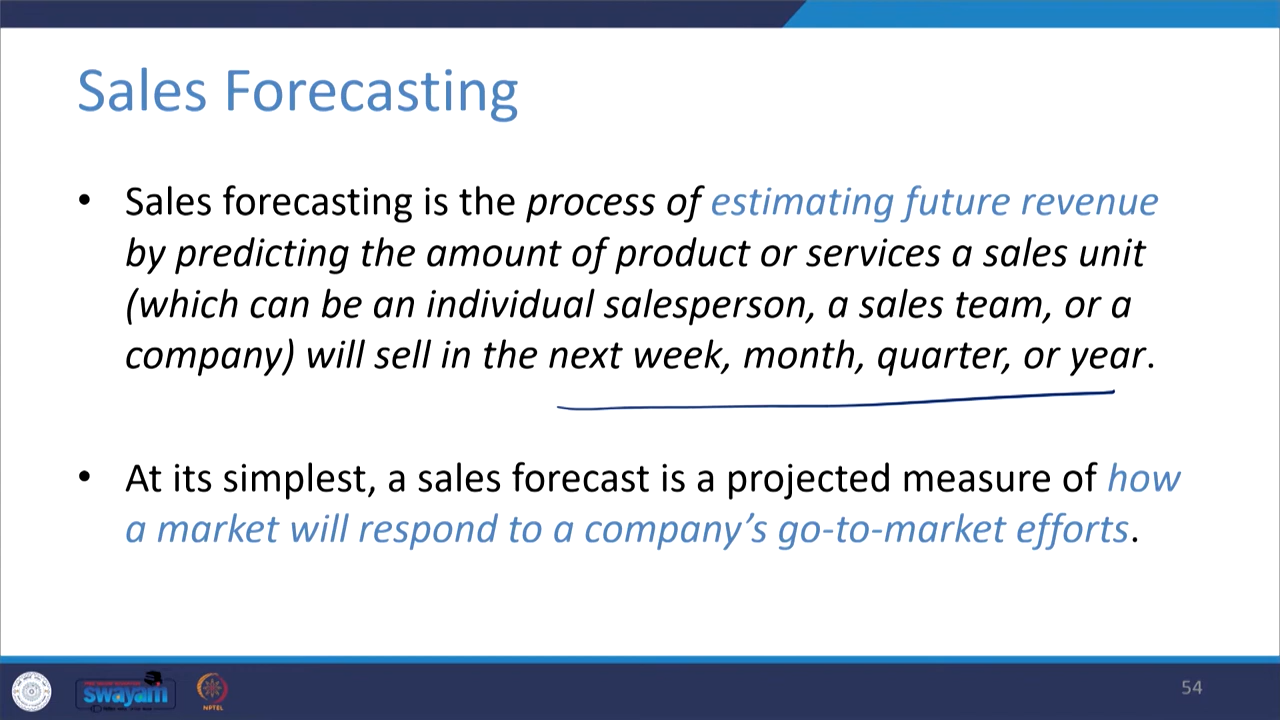 Sales Forecasting
• Sales forecasting is the process of estimating future revenue
by predicting the amount of product or services a sales unit
(which can be an individual salesperson, a sales team, or a
company) will sell in the next week, month, quarter, or year.
• At its simplest, a sales forecast is a projected measure of how
a market will respond to a company’s go-to-market efforts.
swayam
NPTEL
54